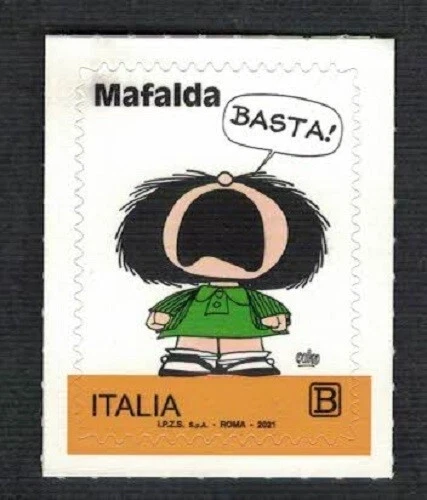 Mafalda
BASTA!
ITALIA
B
I.P.Z.S. S.p.A. - ROMA - 2021